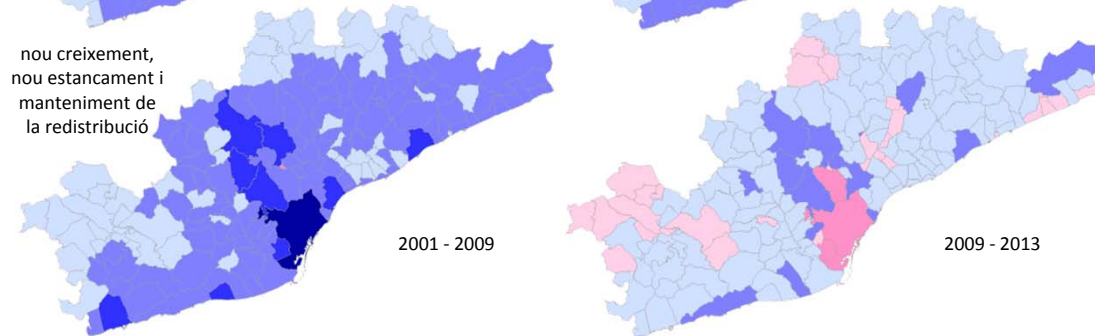 nou creixement,
nou estancament i
manteniment de
la redistribució
2001 - 2009
2009 - 2013